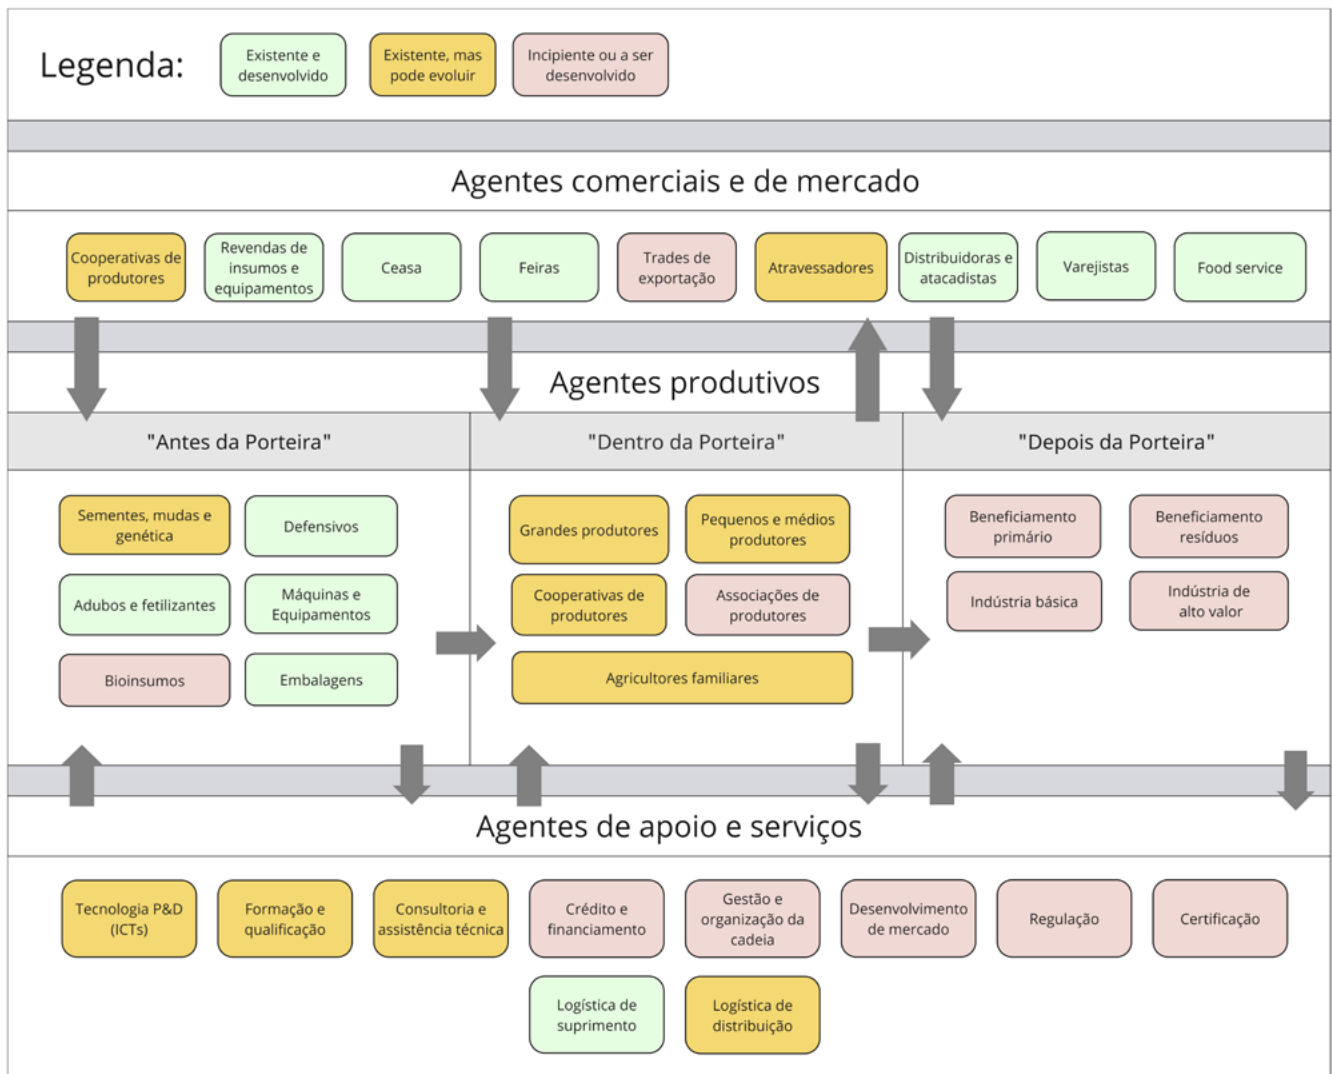 Legenda:
Existente e
desenvolvido
Existente, mas
pode evoluir
Incipiente ou a ser
desenvolvido
Agentes comerciais e de mercado
Cooperativas de
produtores
Revendas de
insumos e
equipamentos
Ceasa
Feiras
Trades de
exportação
Atravessadores
Distribuidoras e
atacadistas
Varejistas
Food service
Agentes produtivos
"Antes da Porteira"
"Dentro da Porteira"
"Depois da Porteira"
Sementes, mudas e
genética
Defensivos
Adubos e fetilizantes
Máquinas e
Equipamentos
Bioinsumos
Embalagens
Grandes produtores
Pequenos e médios
produtores
Cooperativas de
produtores
Associações de
produtores
Agricultores familiares
Beneficiamento
primário
Beneficiamento
resíduos
Indústria básica
Indústria de
alto valor
Agentes de apoio e serviços
Tecnologia P&D
(ICTs)
Formação e
qualificação
Consultoria e
assistência técnica
Crédito e
financiamento
Gestão e
organização da
cadeia
Desenvolvimento
de mercado
Regulação
Certificação
Logística de
suprimento
Logística de
distribuição